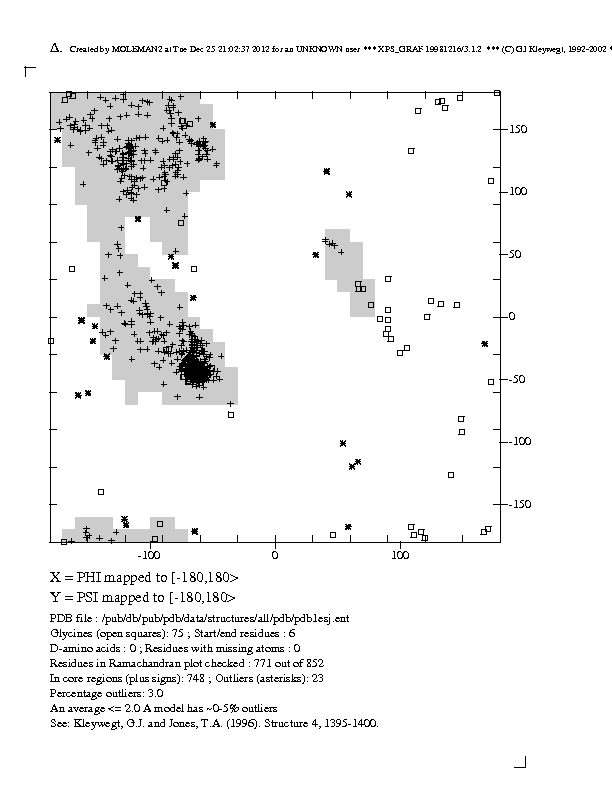 Δ. Created by MOLEMAN2 at Tue Dec 25 21:02:37 2012 for an UNKNOWN user *** XPS_GRAF 19981216/3.1.2 *** (C) GJ Kleywegt, 1992-2002 *
150
100
50
0
-50
-100
-150
-100 0 100
X = PHI mapped to [-180,180>
Y = PSI mapped to [-180,180>
PDB file : /pub/db/pub/pdb/data/structures/all/pdb/pdb1esj.ent
Glycines (open squares): 75 ; Start/end residues : 6
D-amino acids : 0 ; Residues with missing atoms : 0
Residues in Ramachandran plot checked : 771 out of 852
In core regions (plus signs): 748 ; Outliers (asterisks): 23
Percentage outliers: 3.0
An average <= 2.0 A model has ~0-5% outliers
See: Kleywegt, G.J. and Jones, T.A. (1996). Structure 4, 1395-1400.